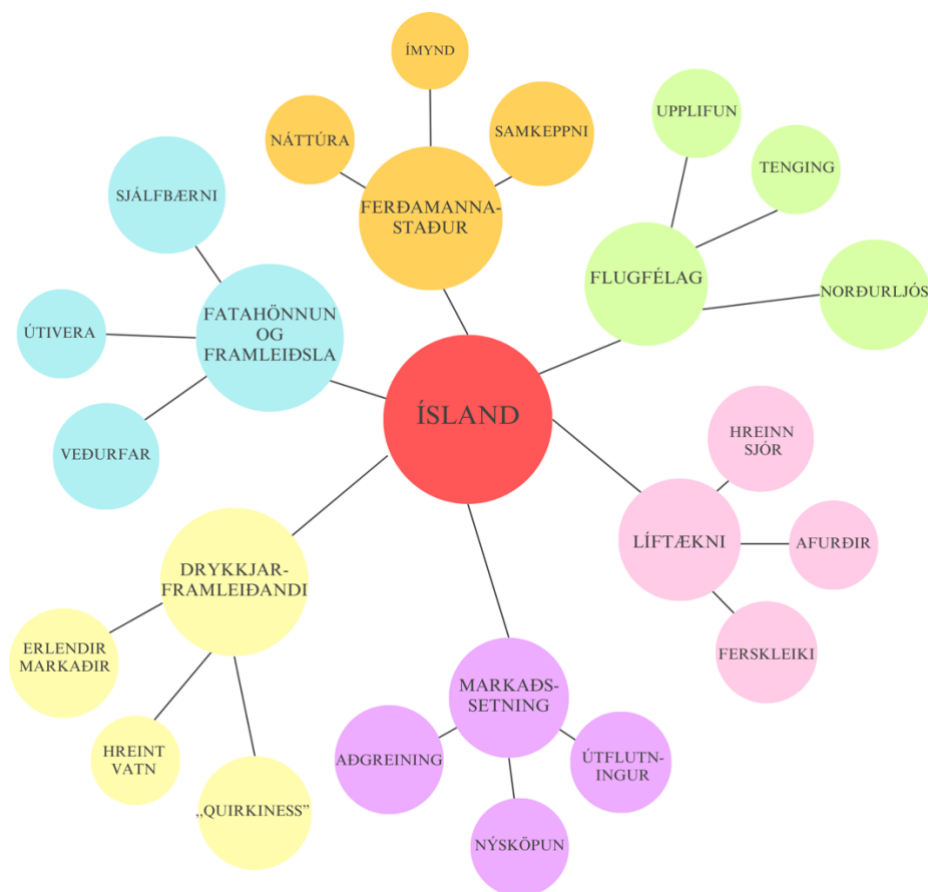 ÍMYND
NÁTTÚRA
SAMKEPPNI
FERÐAMANNA-
STAÐUR
UPPLIFUN
TENGING
NORÐURLJÓS
FLUGFÉLAG
SJÁLFBÆRNI
ÚTIVERA
VEÐURFAR
FATAHÖNNUN
OG
FRAMLEIÐSLA
ÍSLAND
HREINN
SJÓR
LÍFTÆKNI
AFURÐIR
FERSKLEIKI
DRYKKJAR-
FRAMLEIÐANDI
ERLENDIR
MARKAÐIR
HREINT
VATN
„QUIRKINESS”
MARKAÐS-
SETNING
AÐGREINING
ÚTFLUTN-
INGUR
NÝSKÖPUN